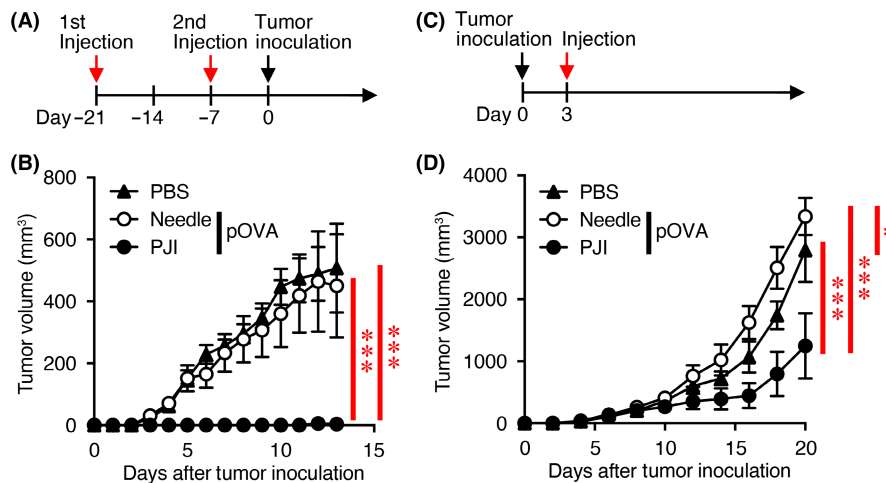 (A)
1st
Injection
2nd
Injection
Tumor
inoculation
Day −21 −14 −7 0
(B)
Tumor volume (mm³)
800
600
400
200
0
PBS
Needle
PJI
pOVA
***
***
0 5 10 15
Days after tumor inoculation
(C)
Tumor
inoculation
Injection
Day 0 3
(D)
Tumor volume (mm³)
4000
3000
2000
1000
0
PBS
Needle
PJI
pOVA
***
***
*
0 5 10 15 20
Days after tumor inoculation